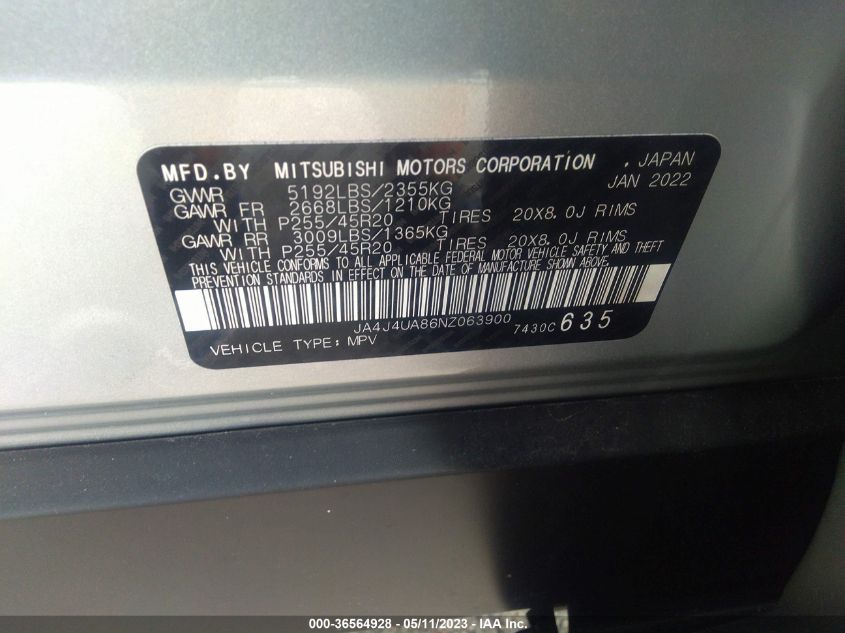 MFD.BY MITSUBISHI MOTORS CORPORATION , JAPAN
GVWR 5192LBS/2355KG JAN 2022
GAWR FR 2668LBS/1210KG
WITH P255/45R20 TIRES 20X8.0J RIMS
GAWR RR 3009LBS/1365KG
WITH P255/45R20 TIRES 20X8.0J RIMS
THIS VEHICLE CONFORMS TO ALL APPLICABLE FEDERAL MOTOR VEHICLE SAFETY AND THEFT
PREVENTION STANDARDS IN EFFECT ON THE DATE OF MANUFACTURE SHOWN ABOVE.
JA4J4UA86NZ063900 7430C 635
VEHICLE TYPE: MPV
000-36564928 - 05/11/2023 - IAA Inc.